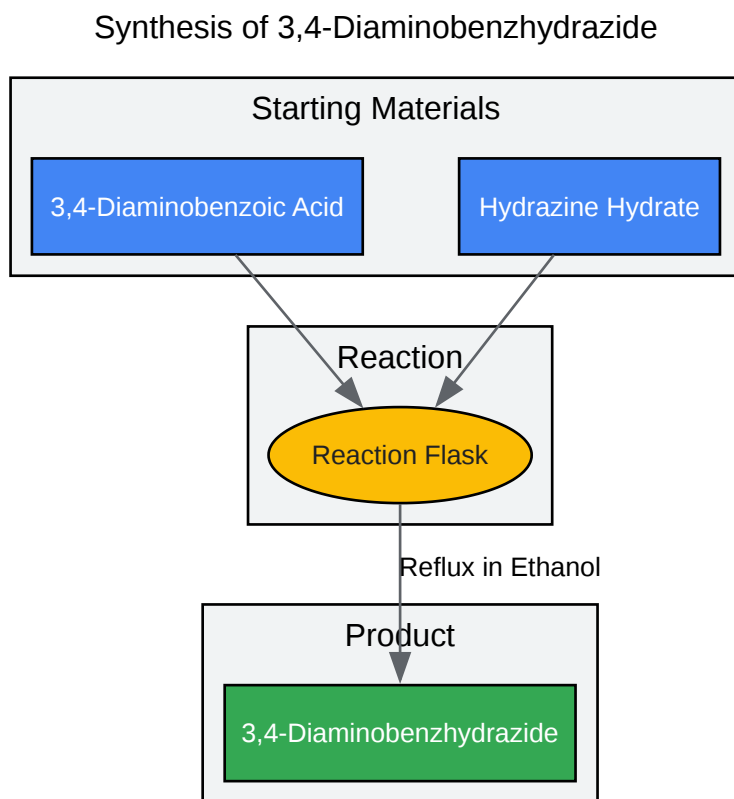 Synthesis of 3,4-Diaminobenzhydrazide
Starting Materials
3,4-Diaminobenzoic Acid
Hydrazine Hydrate
Reaction
Reaction Flask
Reflux in Ethanol
Product
3,4-Diaminobenzhydrazide